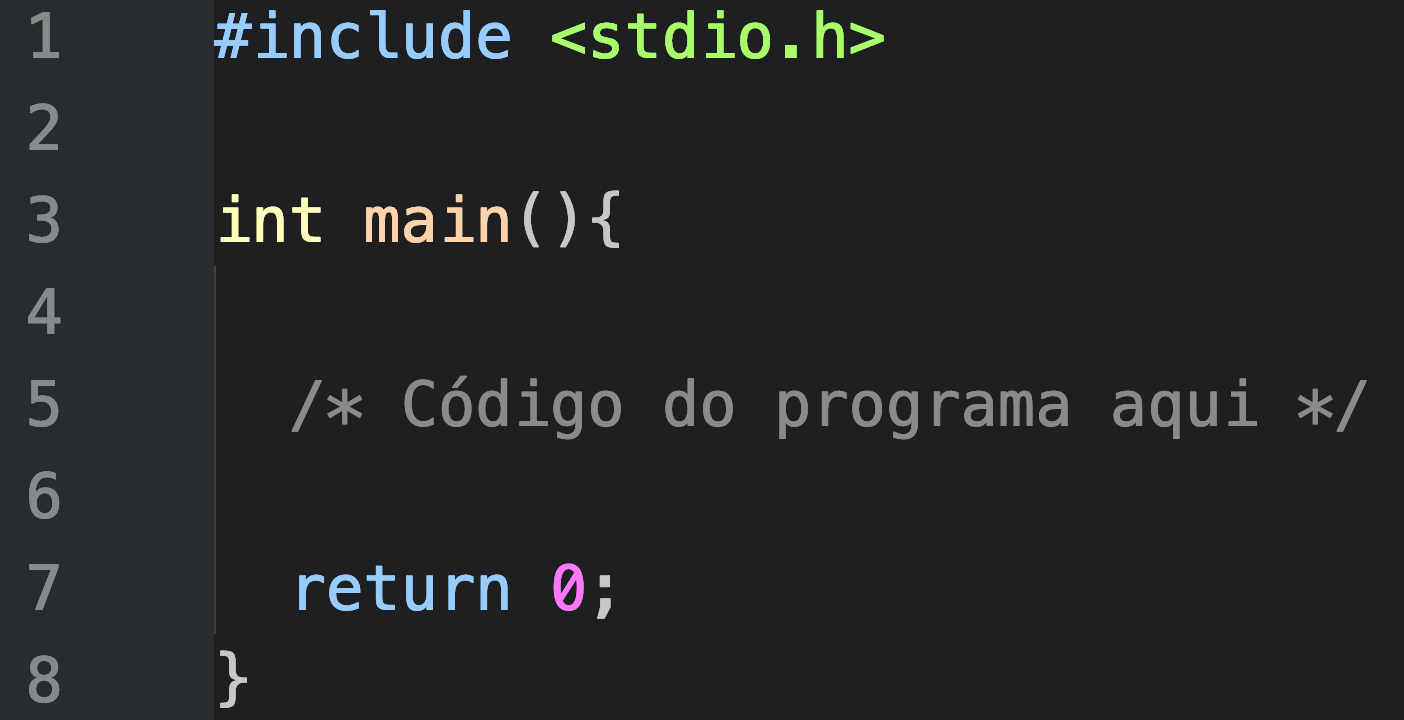 1 #include <stdio.h>
2
3 int main(){
4
5 /* Código do programa aqui */
6
7 return 0;
8 }